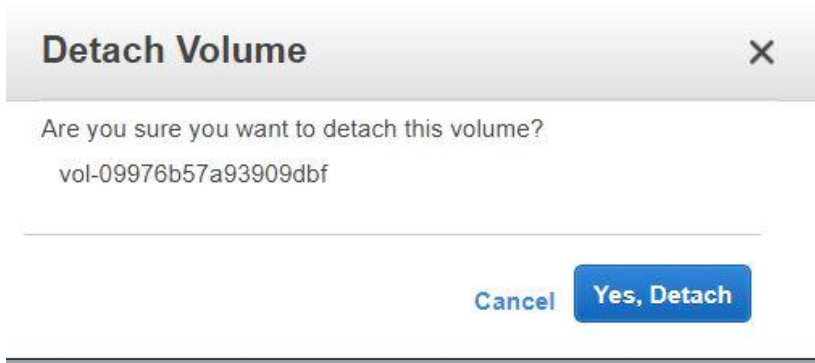 Detach Volume
Are you sure you want to detach this volume?
vol-09976b57a93909dbf
Cancel Yes, Detach